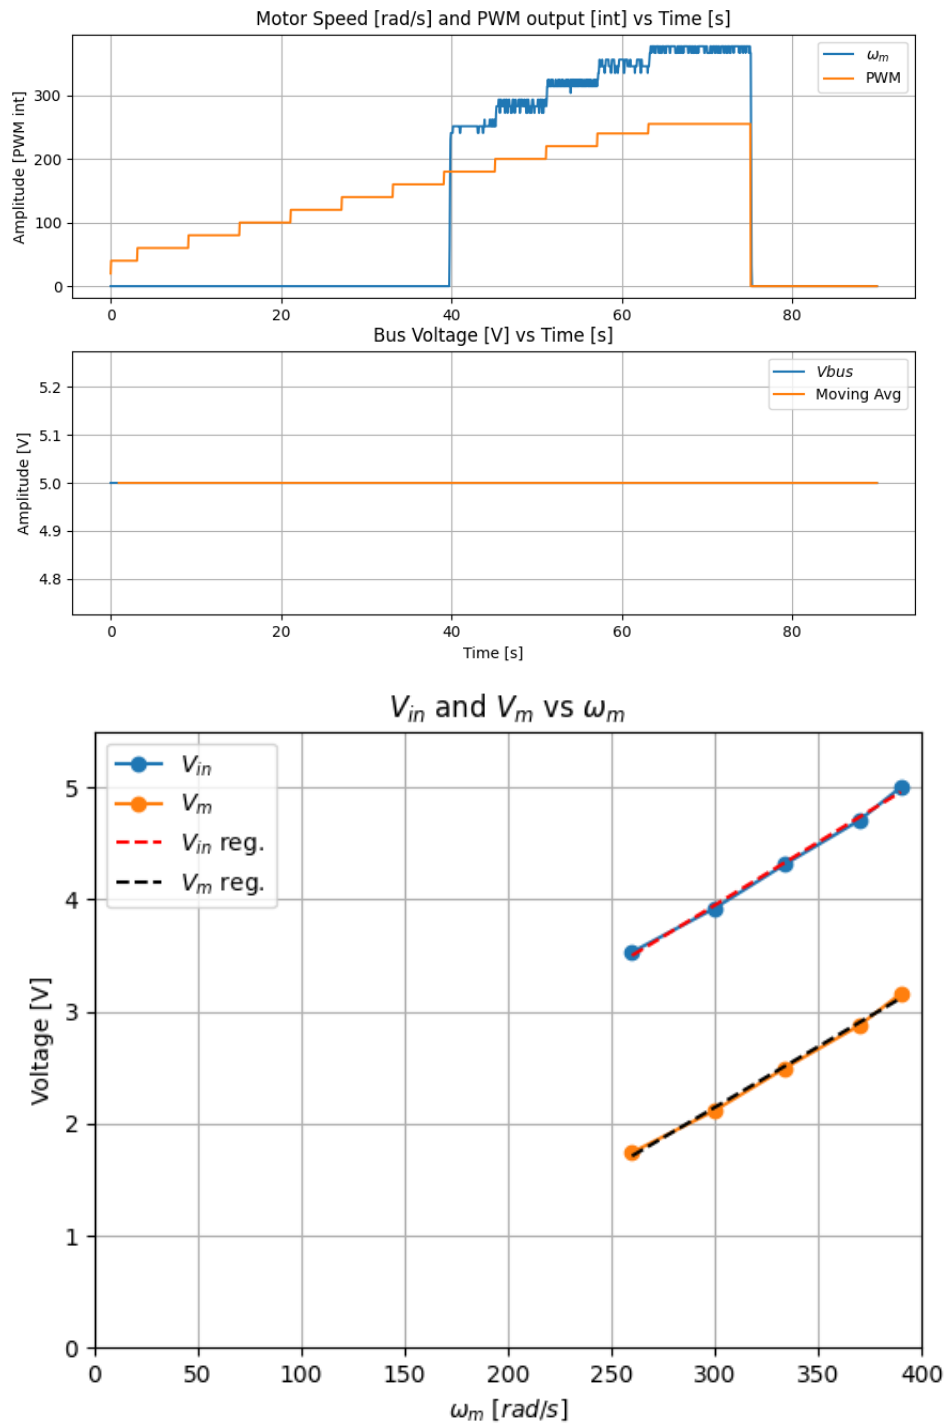 Motor Speed [rad/s] and PWM output [int] vs Time [s]
Amplitude [PWM int]
300
200
100
0
ωm
PWM
0 20 40 60 80
Bus Voltage [V] vs Time [s]
Amplitude [V]
5.2
5.1
5.0
4.9
4.8
Vbus
Moving Avg
0 20 40 60 80
Time [s]
Vin and Vm vs ωm
Voltage [V]
5
4
3
2
1
0
Vin
Vm
Vin reg.
Vm reg.
0 50 100 150 200 250 300 350 400
ωm [rad/s]